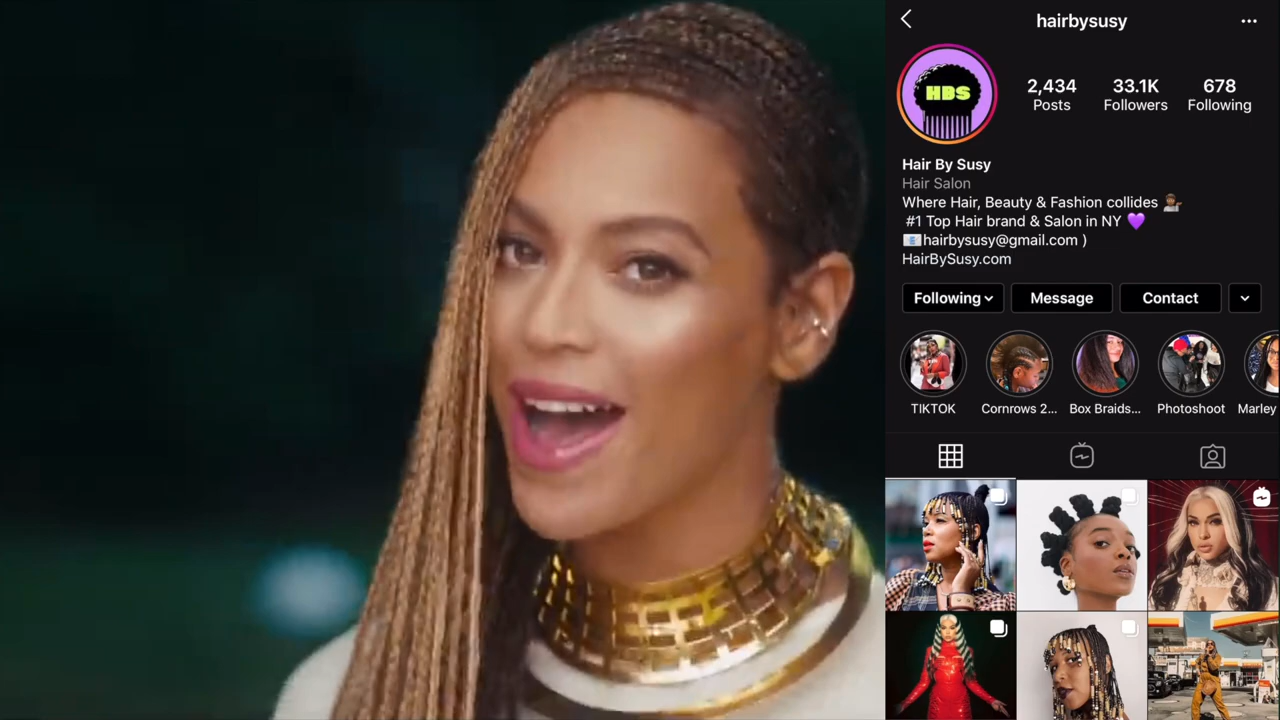 hairbysusy
HBS
2,434
Posts
33.1K
Followers
678
Following
Hair By Susy
Hair Salon
Where Hair, Beauty & Fashion collides
#1 Top Hair brand & Salon in NY
hairbysusy@gmail.com )
HairBySusy.com
Following
Message
Contact
TIKTOK
Cornrows 2...
Box Braids...
Photoshoot
Marley